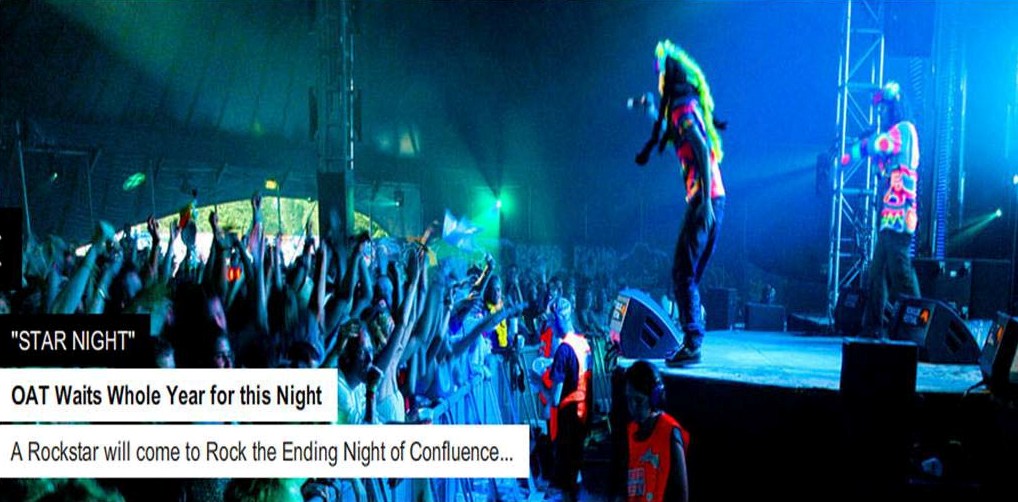 "STAR NIGHT"
OAT Waits Whole Year for this Night
A Rockstar will come to Rock the Ending Night of Confluence...